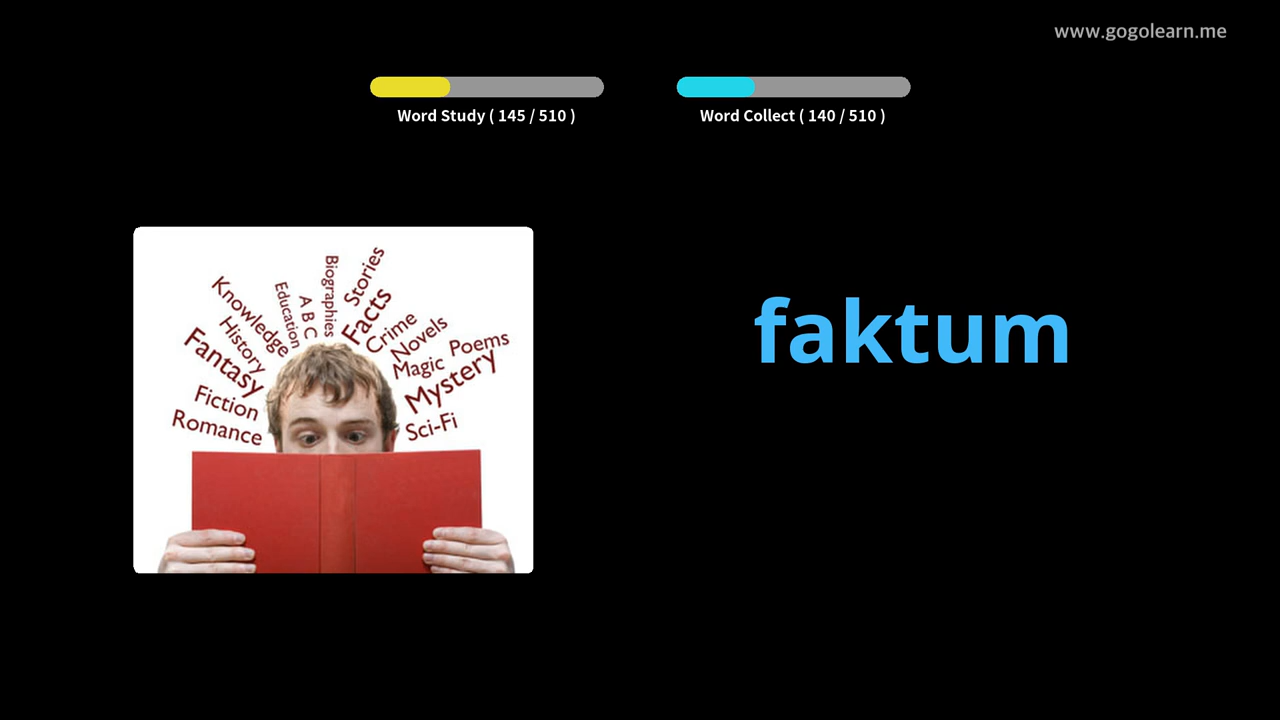 www.gogolearn.me
Word Study ( 145 / 510 )
Word Collect ( 140 / 510 )
Stories
Biographies
Facts
A B C
Education
Knowledge
Crime
History
Novels
Poems
Fantasy
Magic
Mystery
Fiction
Romance
Sci-Fi
faktum